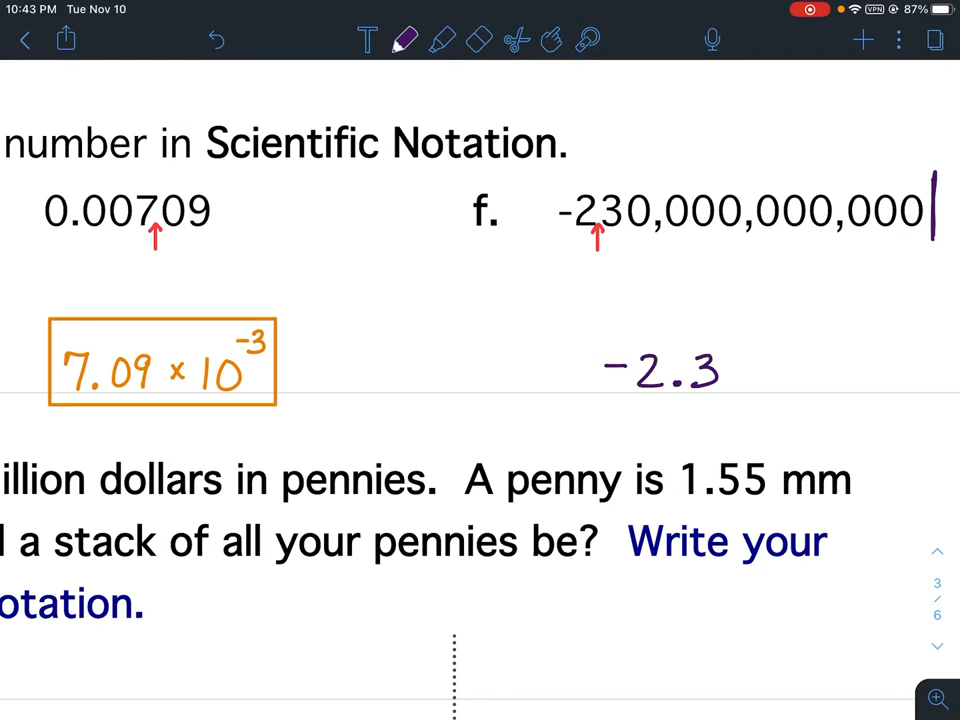 10:43 PM Tue Nov 10 VPN 87%
T
number in Scientific Notation.
0.00709 f. -230,000,000,000
7.09 × 10^-3 -2.3
illion dollars in pennies. A penny is 1.55 mm
l a stack of all your pennies be? Write your
otation.
3
/
6